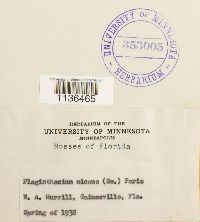 UNIVERSITY OF MINNESOTA
358005
HERBARIUM
1136465
HERBARIUM OF THE
UNIVERSITY OF MINNESOTA
MINNEAPOLIS
Mosses of Florida
Plagiothecium micans (Sw.) Paris
W. A. Murrill, Gainesville, Fla.
Spring of 1938